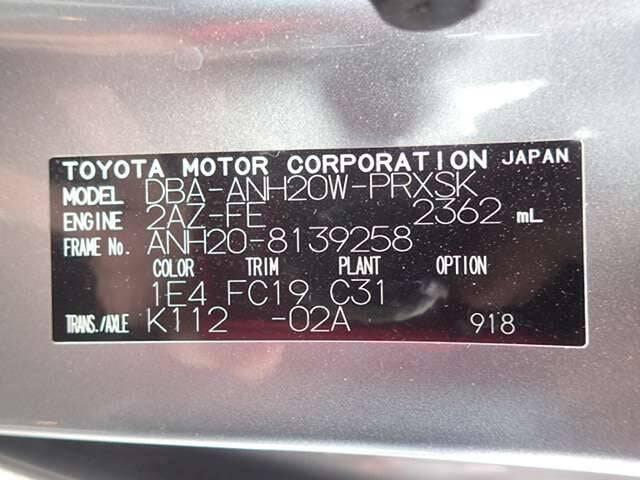 TOYOTA MOTOR CORPORATION JAPAN
MODEL DBA-ANH20W-PRXSK
ENGINE 2AZ-FE 2362 mL
FRAME No. ANH20-8139258
COLOR TRIM PLANT OPTION
1E4 FC19 C31
TRANS./AXLE K112 -02A 918